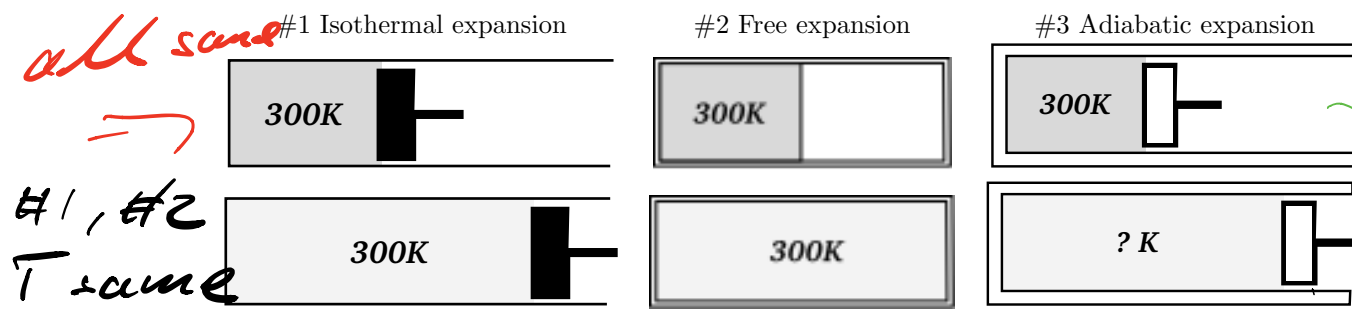 #1 Isothermal expansion
#2 Free expansion
#3 Adiabatic expansion
all same
300K
300K
300K
#1, #2
T same
300K
300K
? K